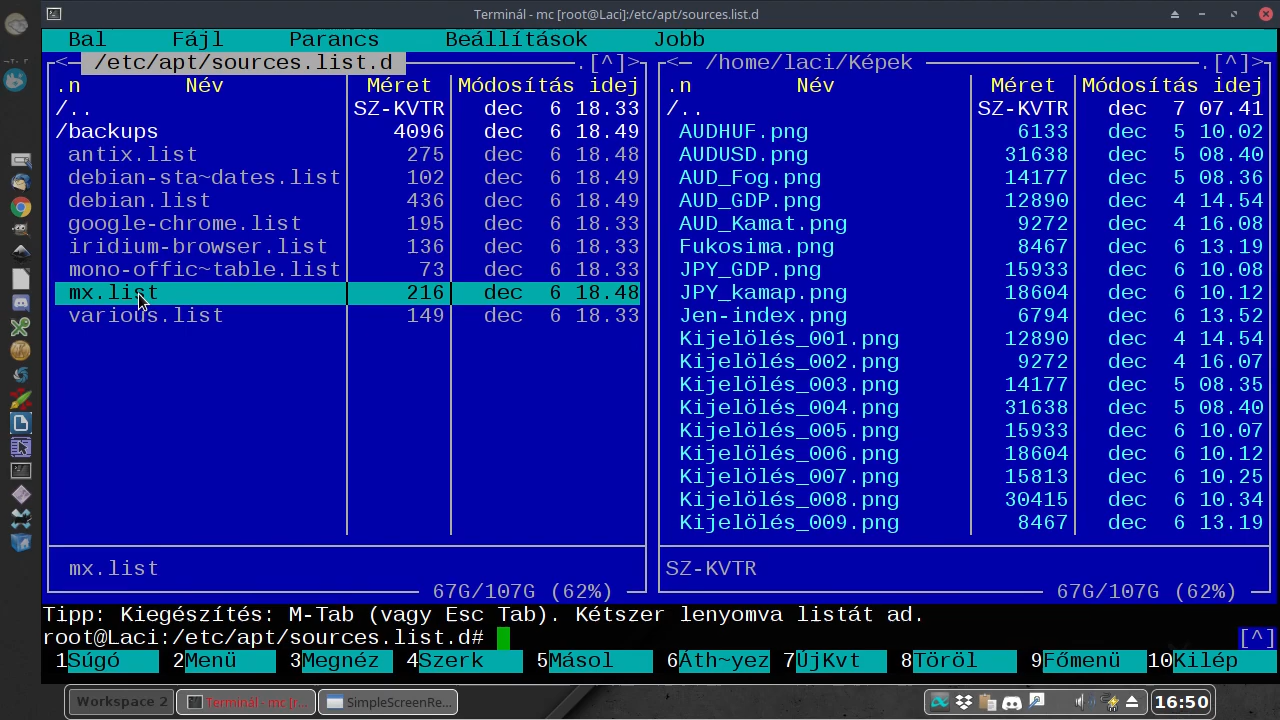 Terminál - mc [root@Laci]:/etc/apt/sources.list.d
Bal Fájl Parancs Beállítások Jobb
<─ /etc/apt/sources.list.d .[^]>
.n Név Méret Módosítás idej
/.. SZ-KVTR dec 6 18.33
/backups 4096 dec 6 18.49
antix.list 275 dec 6 18.48
debian-sta~dates.list 102 dec 6 18.49
debian.list 436 dec 6 18.49
google-chrome.list 195 dec 6 18.33
iridium-browser.list 136 dec 6 18.33
mono-offic~table.list 73 dec 6 18.33
mx.list 216 dec 6 18.48
various.list 149 dec 6 18.33
mx.list
67G/107G (62%)
<─ /home/laci/Képek .[^]>
.n Név Méret Módosítás idej
/.. SZ-KVTR dec 7 07.41
AUDHUF.png 6133 dec 5 10.02
AUDUSD.png 31638 dec 5 08.40
AUD_Fog.png 14177 dec 5 08.36
AUD_GDP.png 12890 dec 4 14.54
AUD_Kamat.png 9272 dec 4 16.08
Fukosima.png 8467 dec 6 13.19
JPY_GDP.png 15933 dec 6 10.08
JPY_kamap.png 18604 dec 6 10.12
Jen-index.png 6794 dec 6 13.52
Kijelölés_001.png 12890 dec 4 14.54
Kijelölés_002.png 9272 dec 4 16.07
Kijelölés_003.png 14177 dec 5 08.35
Kijelölés_004.png 31638 dec 5 08.40
Kijelölés_005.png 15933 dec 6 10.07
Kijelölés_006.png 18604 dec 6 10.12
Kijelölés_007.png 15813 dec 6 10.25
Kijelölés_008.png 30415 dec 6 10.34
Kijelölés_009.png 8467 dec 6 13.19
SZ-KVTR
67G/107G (62%)
Tipp: Kiegészítés: M-Tab (vagy Esc Tab). Kétszer lenyomva listát ad.
root@Laci:/etc/apt/sources.list.d# [^]
1Súgó 2Menü 3Megnéz 4Szerk 5Másol 6Áth~yez 7ÚjKvt 8Töröl 9Főmenü 10Kilép
Workspace 2 Terminál - mc [r... SimpleScreenRe... 16:50